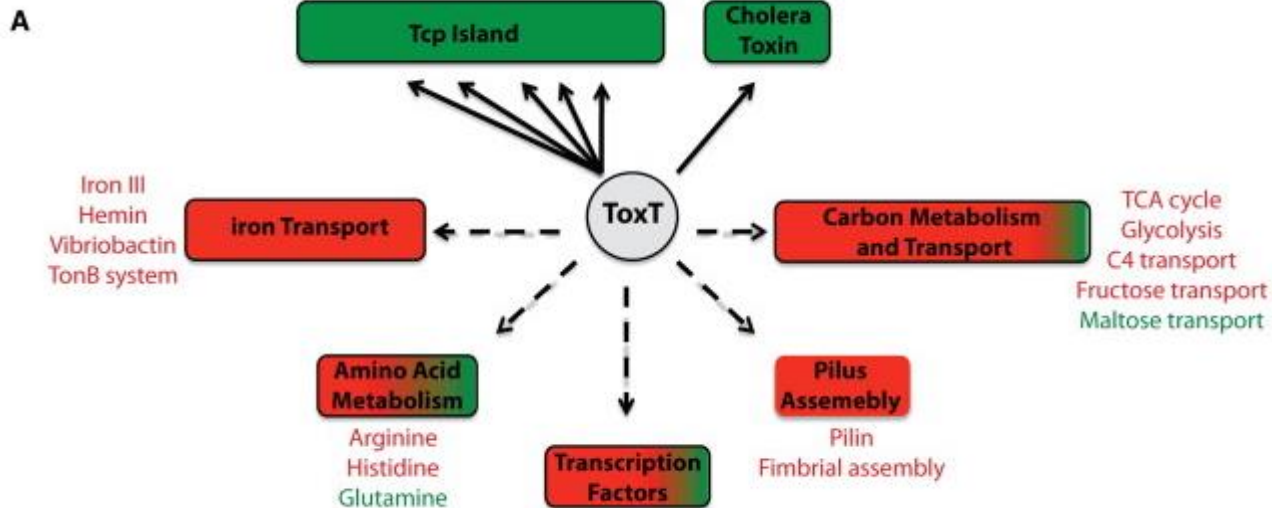 A
Tcp Island
Cholera
Toxin
ToxT
Iron III
Hemin
Vibriobactin
TonB system
iron Transport
Carbon Metabolism
and Transport
TCA cycle
Glycolysis
C4 transport
Fructose transport
Maltose transport
Amino Acid
Metabolism
Arginine
Histidine
Glutamine
Transcription
Factors
Pilus
Assemebly
Pilin
Fimbrial assembly